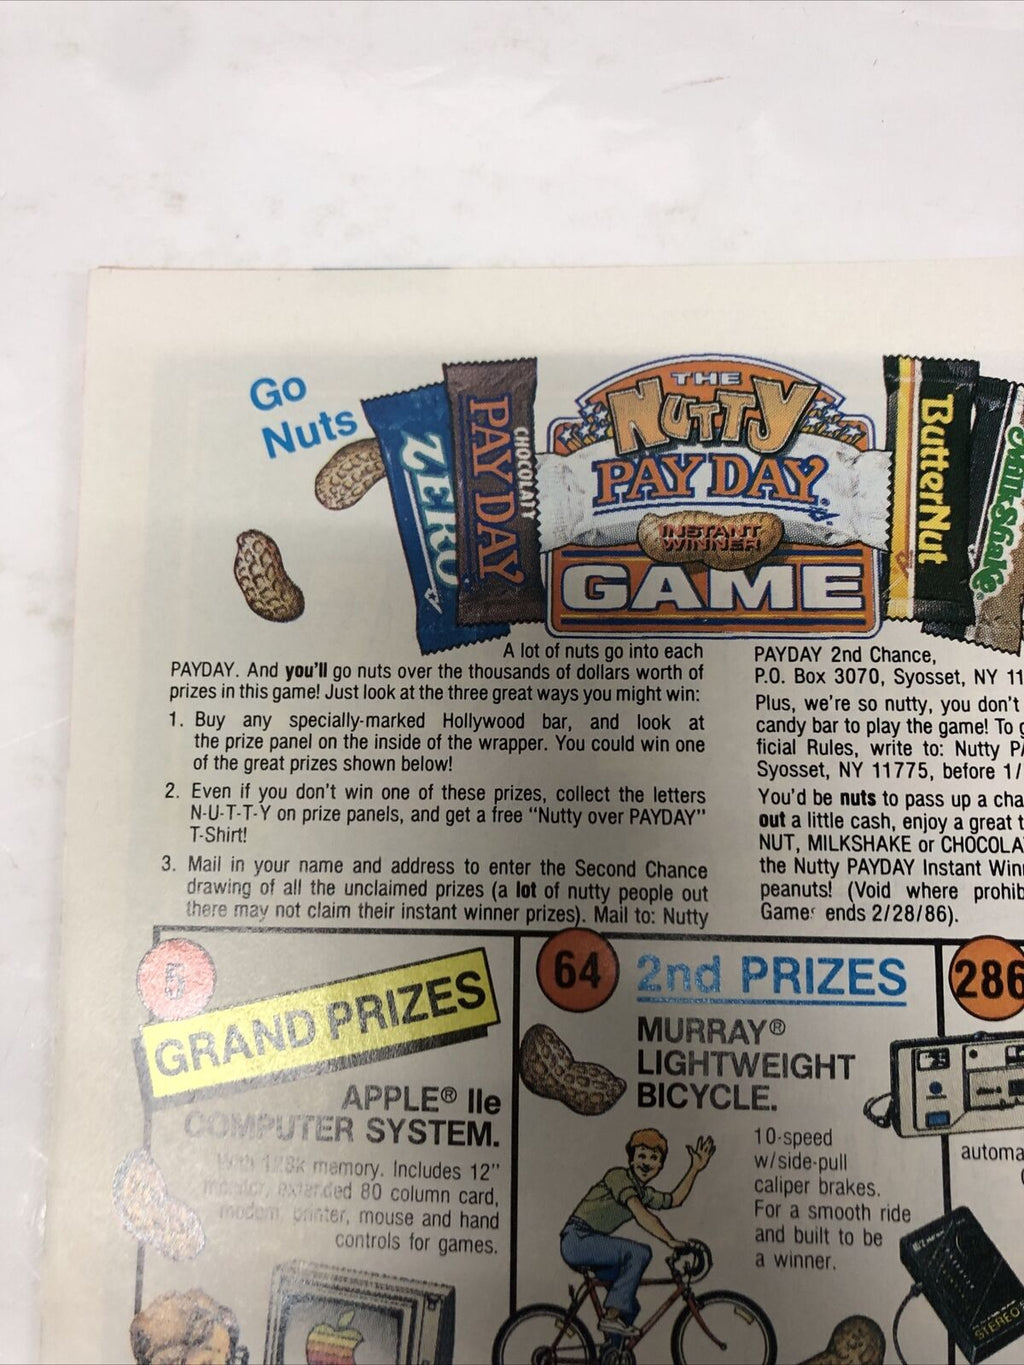 Go
Nuts
ZERO
CHOCOLATY
PAY DAY
THE
NUTTY
PAY DAY
INSTANT
WINNER
GAME
ButterNut
Milk Shake
A lot of nuts go into each
PAYDAY. And you'll go nuts over the thousands of dollars worth of
prizes in this game! Just look at the three great ways you might win:
1. Buy any specially-marked Hollywood bar, and look at
the prize panel on the inside of the wrapper. You could win one
of the great prizes shown below!
2. Even if you don't win one of these prizes, collect the letters
N-U-T-T-Y on prize panels, and get a free "Nutty over PAYDAY"
T-Shirt!
3. Mail in your name and address to enter the Second Chance
drawing of all the unclaimed prizes (a lot of nutty people out
there may not claim their instant winner prizes). Mail to: Nutty
PAYDAY 2nd Chance,
P.O. Box 3070, Syosset, NY 11
Plus, we're so nutty, you don't
candy bar to play the game! To
ficial Rules, write to: Nutty
Syosset, NY 11775, before 1/
You'd be nuts to pass up a
out a little cash, enjoy a great
NUT, MILKSHAKE or
the Nutty PAYDAY Instant
peanuts! (Void where
Game ends 2/28/86).
5
GRAND PRIZES
APPLE® IIe
COMPUTER SYSTEM.
With 128k memory. Includes 12"
monitor, extended 80 column card,
modem, printer, mouse and hand
controls for games.
64
2nd PRIZES
MURRAY®
LIGHTWEIGHT
BICYCLE.
10-speed
w/side-pull
caliper brakes.
For a smooth ride
and built to be
a winner.
286
automa
STEREO